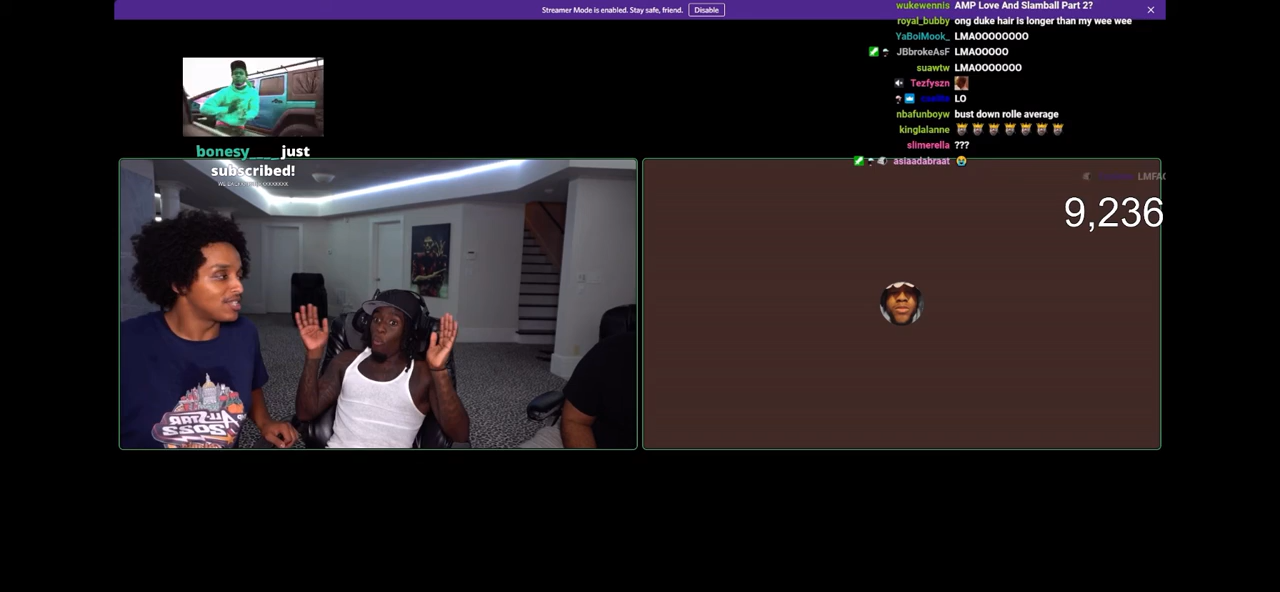 Streamer Mode is enabled. Stay safe, friend. Disable
wukewennis AMP Love And Slamball Part 2?
royal_bubby ong duke hair is longer than my wee wee
YaBoiMook_ LMAOOOOOOOO
JBbrokeAsF LMAOOOOO
suawtw LMAOOOOOOO
Tezfyszn
LO
nbafunboyw bust down rolle average
kinglalanne
slimerella ???
asiaadabraat
LMFAO
9,236
bonesy____ just
subscribed!